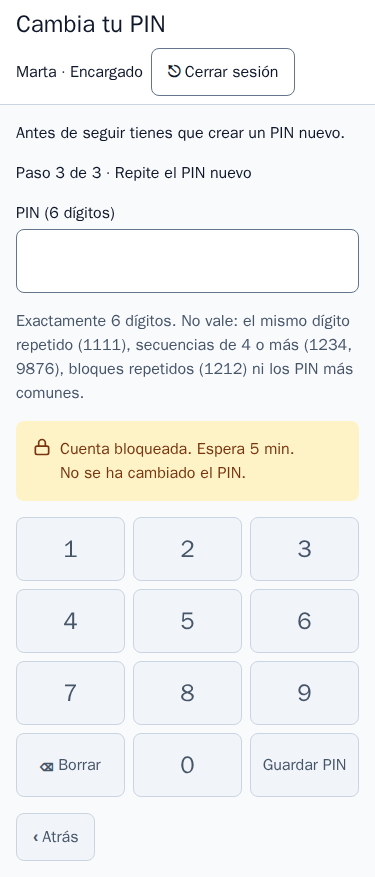 Cambia tu PIN
Marta · Encargado
Cerrar sesión
Antes de seguir tienes que crear un PIN nuevo.
Paso 3 de 3 · Repite el PIN nuevo
PIN (6 dígitos)
Exactamente 6 dígitos. No vale: el mismo dígito
repetido (1111), secuencias de 4 o más (1234,
9876), bloques repetidos (1212) ni los PIN más
comunes.
Cuenta bloqueada. Espera 5 min.
No se ha cambiado el PIN.
1 2 3
4 5 6
7 8 9
⌫ Borrar 0 Guardar PIN
‹ Atrás